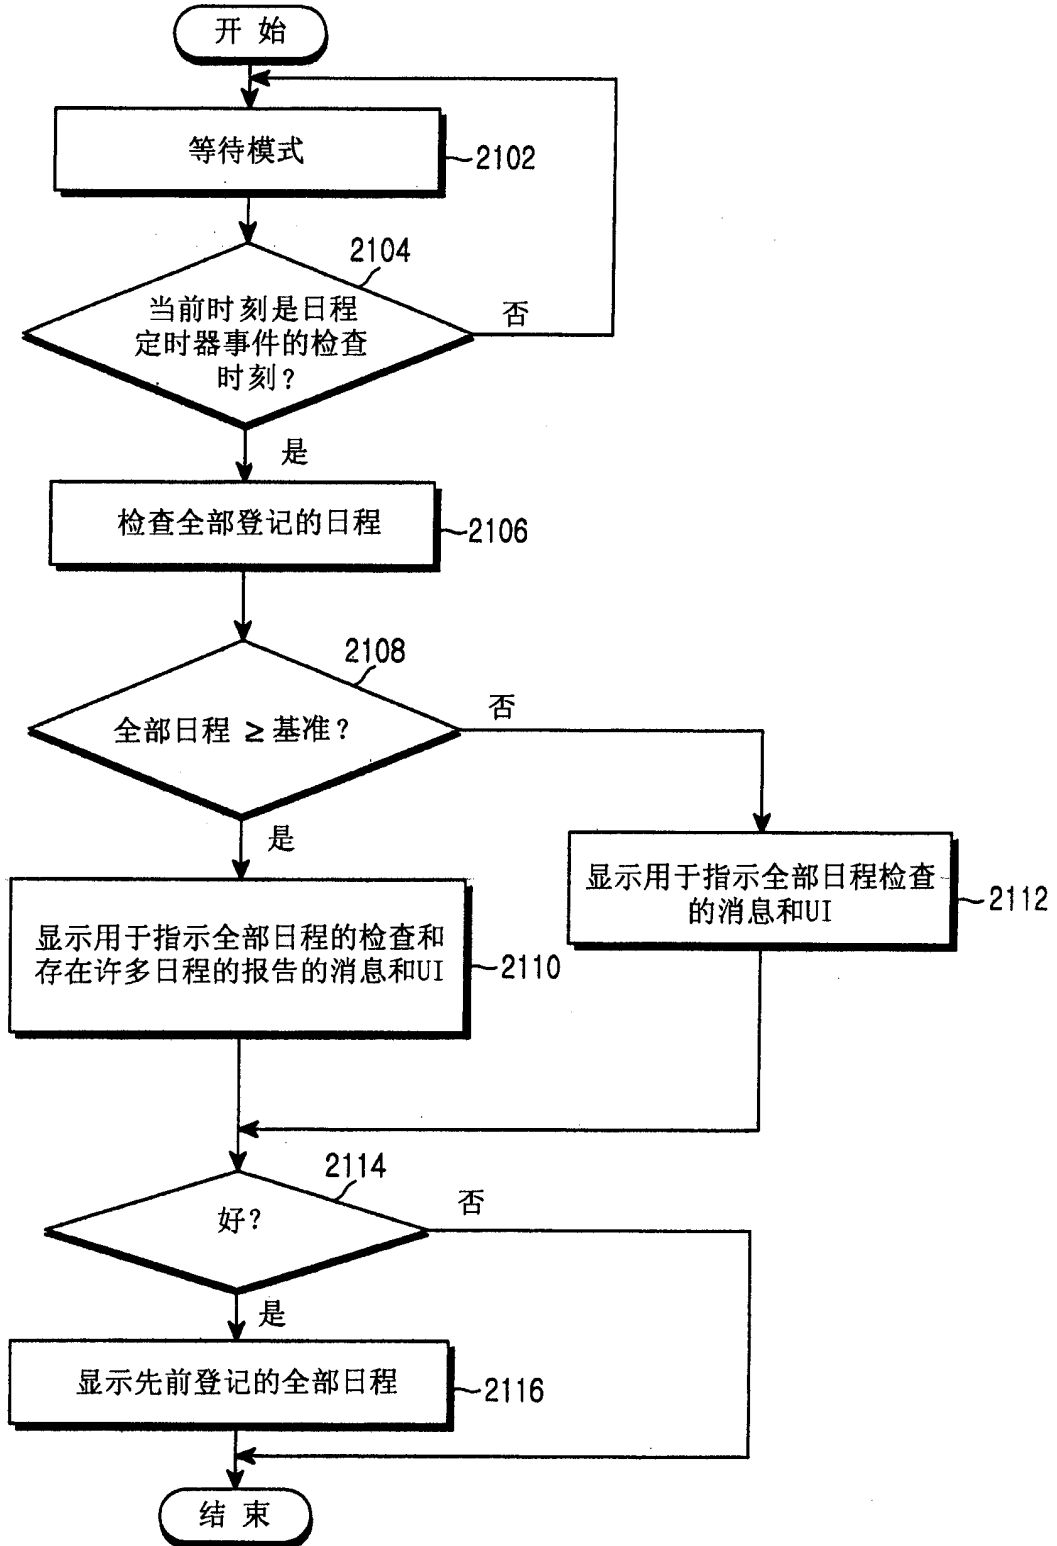 开 始
等待模式
2102
2104
当前时刻是日程
定时器事件的检查
时刻?
否
是
检查全部登记的日程
2106
2108
全部日程 ≥ 基准?
否
是
显示用于指示全部日程检查
的消息和UI
2112
显示用于指示全部日程的检查和
存在许多日程的报告的消息和UI
2110
2114
好?
否
是
显示先前登记的全部日程
2116
结 束